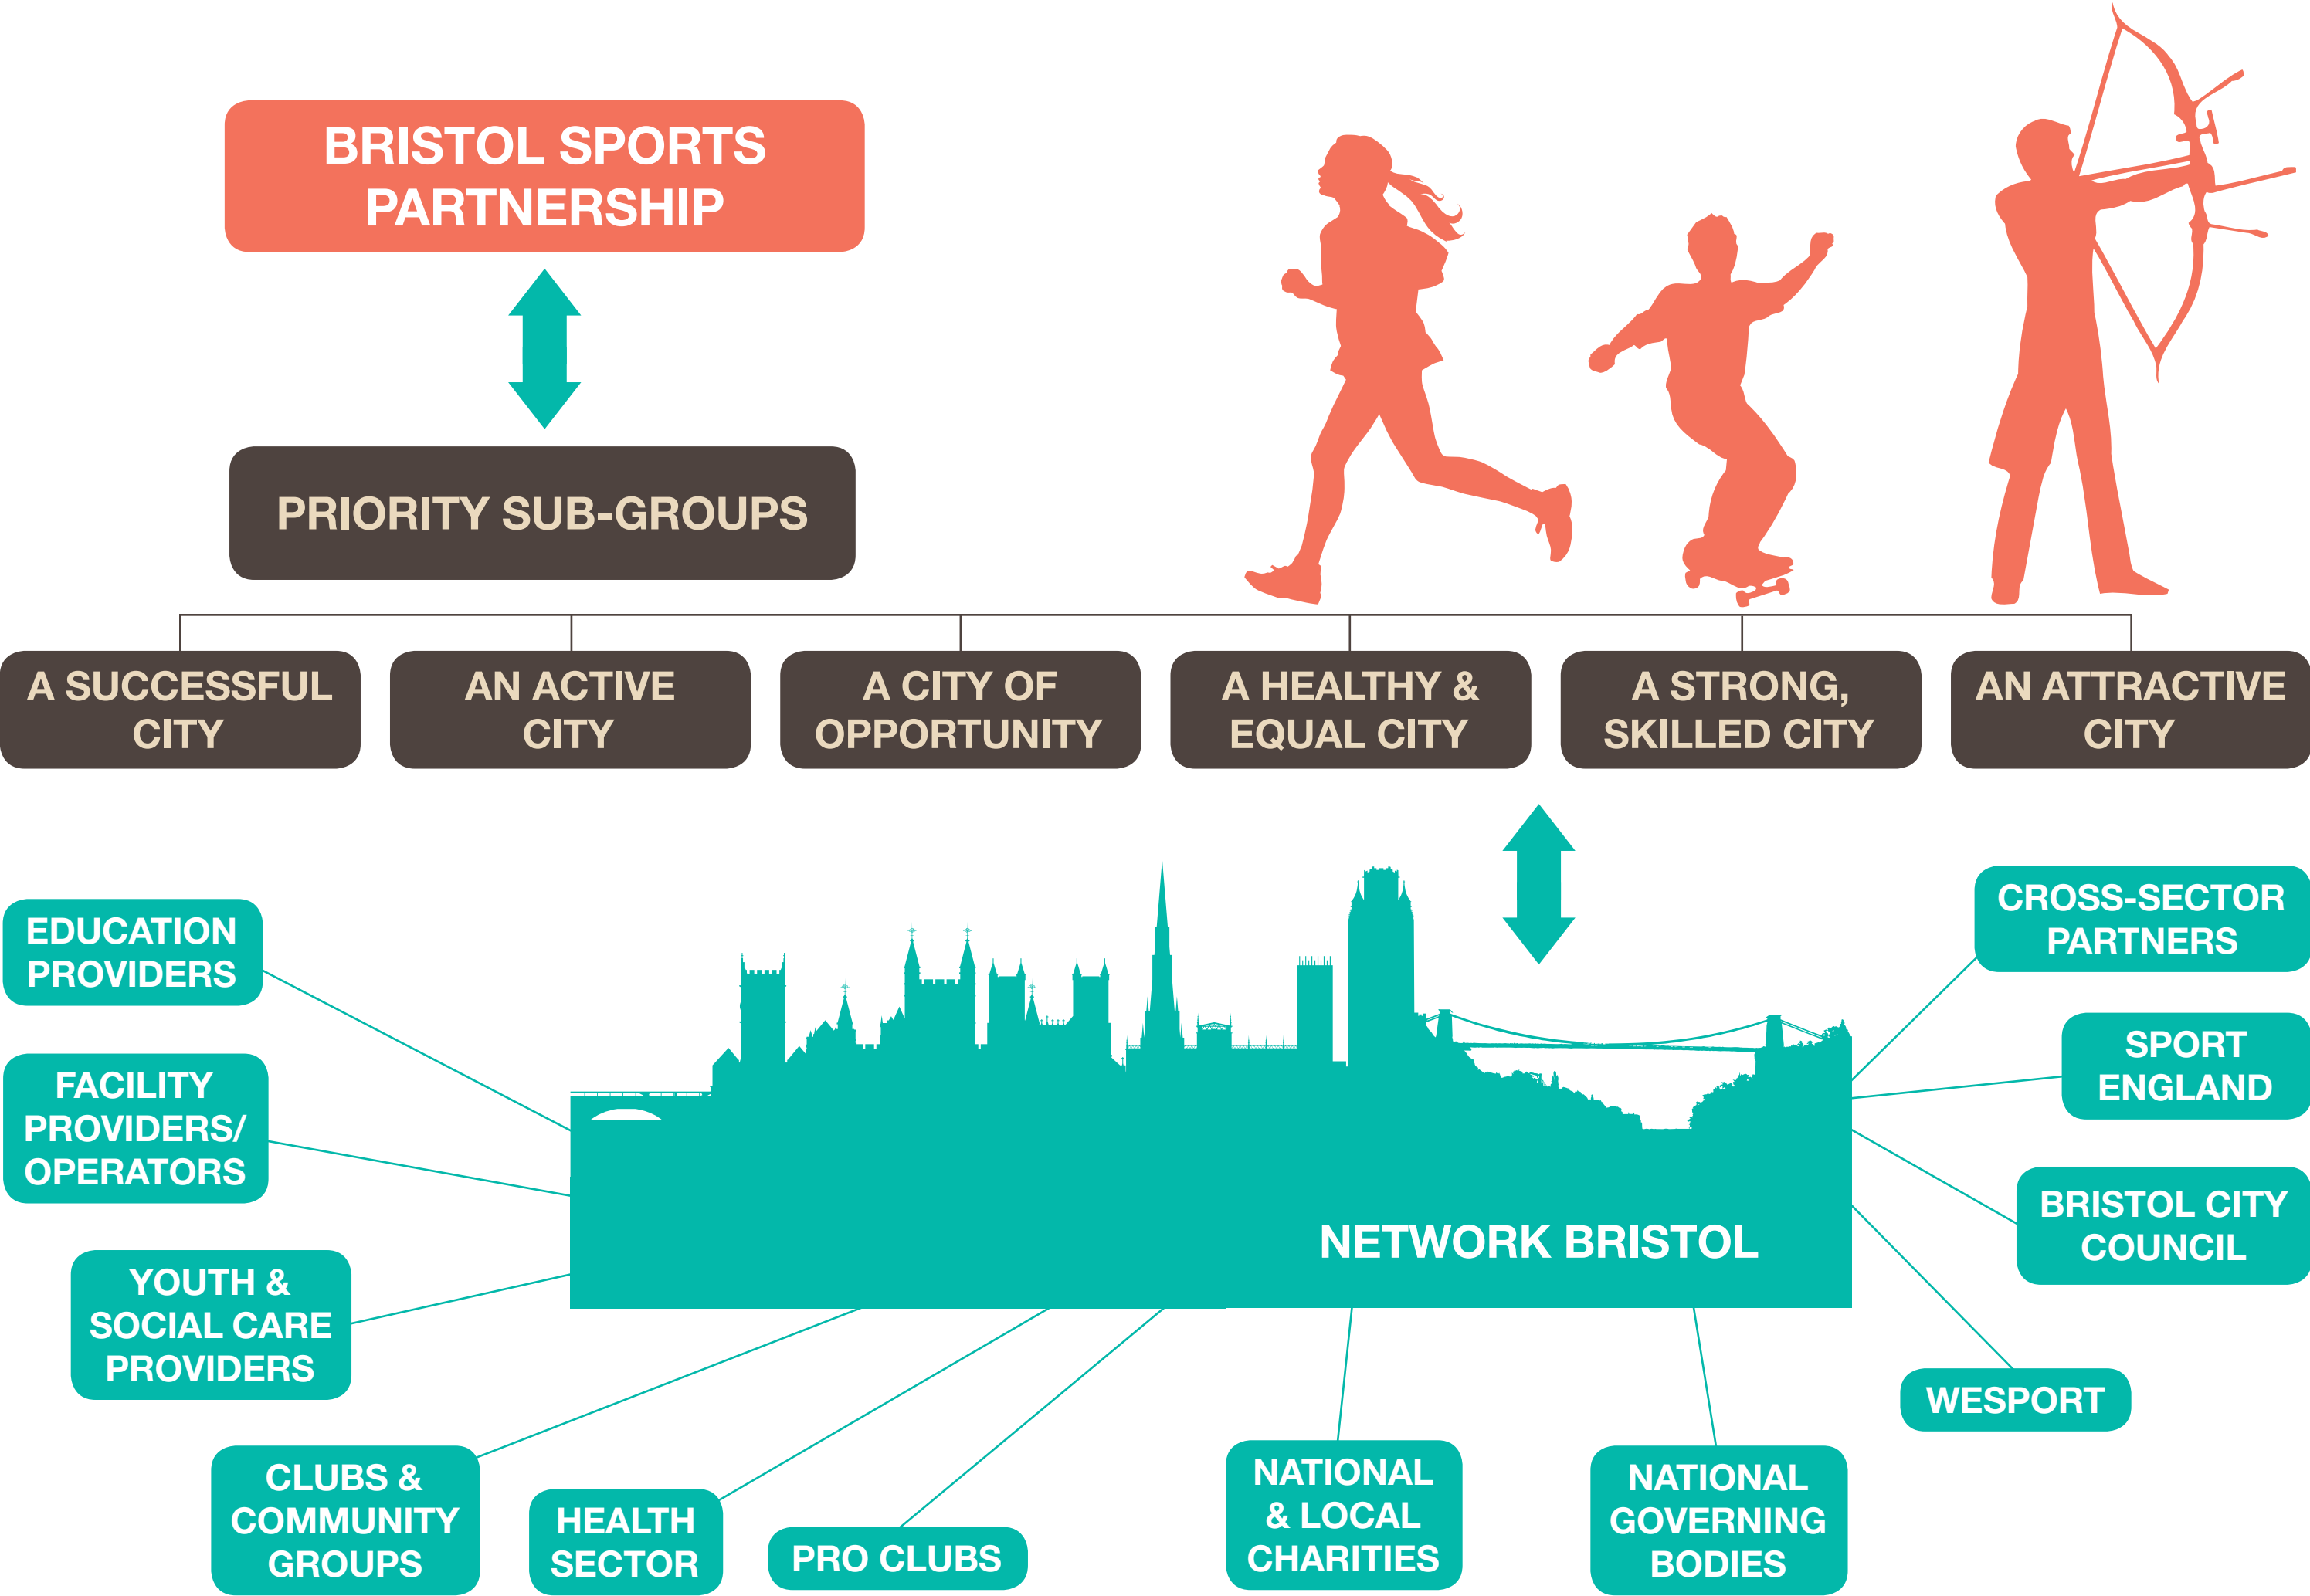 BRISTOL SPORTS
PARTNERSHIP
PRIORITY SUB-GROUPS
A SUCCESSFUL
CITY
AN ACTIVE
CITY
A CITY OF
OPPORTUNITY
A HEALTHY &
EQUAL CITY
A STRONG,
SKILLED CITY
AN ATTRACTIVE
CITY
EDUCATION
PROVIDERS
FACILITY
PROVIDERS/
OPERATORS
YOUTH &
SOCIAL CARE
PROVIDERS
CLUBS &
COMMUNITY
GROUPS
HEALTH
SECTOR
PRO CLUBS
NETWORK BRISTOL
NATIONAL
& LOCAL
CHARITIES
NATIONAL
GOVERNING
BODIES
WESPORT
BRISTOL CITY
COUNCIL
SPORT
ENGLAND
CROSS-SECTOR
PARTNERS